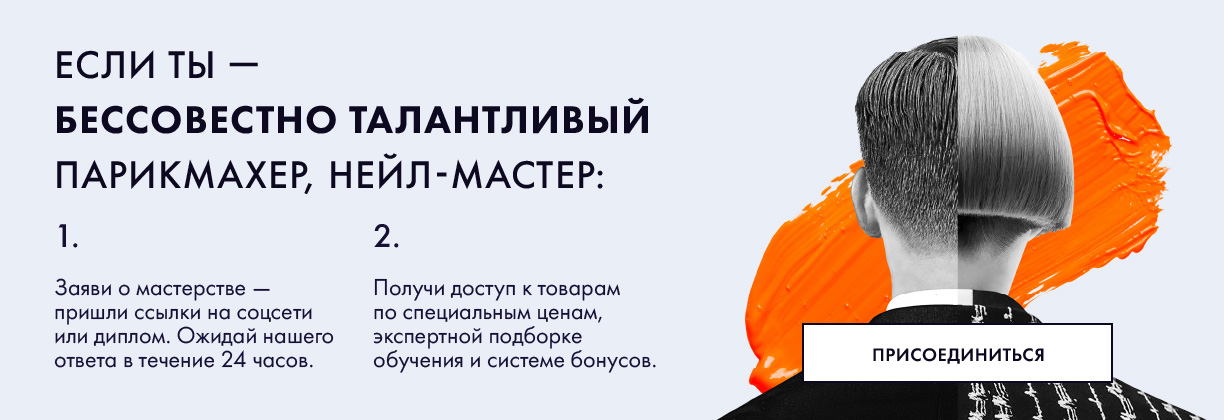 ЕСЛИ ТЫ —
БЕССОВЕСТНО ТАЛАНТЛИВЫЙ
ПАРИКМАХЕР, НЕЙЛ-МАСТЕР:
1.
Заяви о мастерстве —
пришли ссылки на соцсети
или диплом. Ожидай нашего
ответа в течение 24 часов.
2.
Получи доступ к товарам
по специальным ценам,
экспертной подборке
обучения и системе бонусов.
ПРИСОЕДИНИТЬСЯ